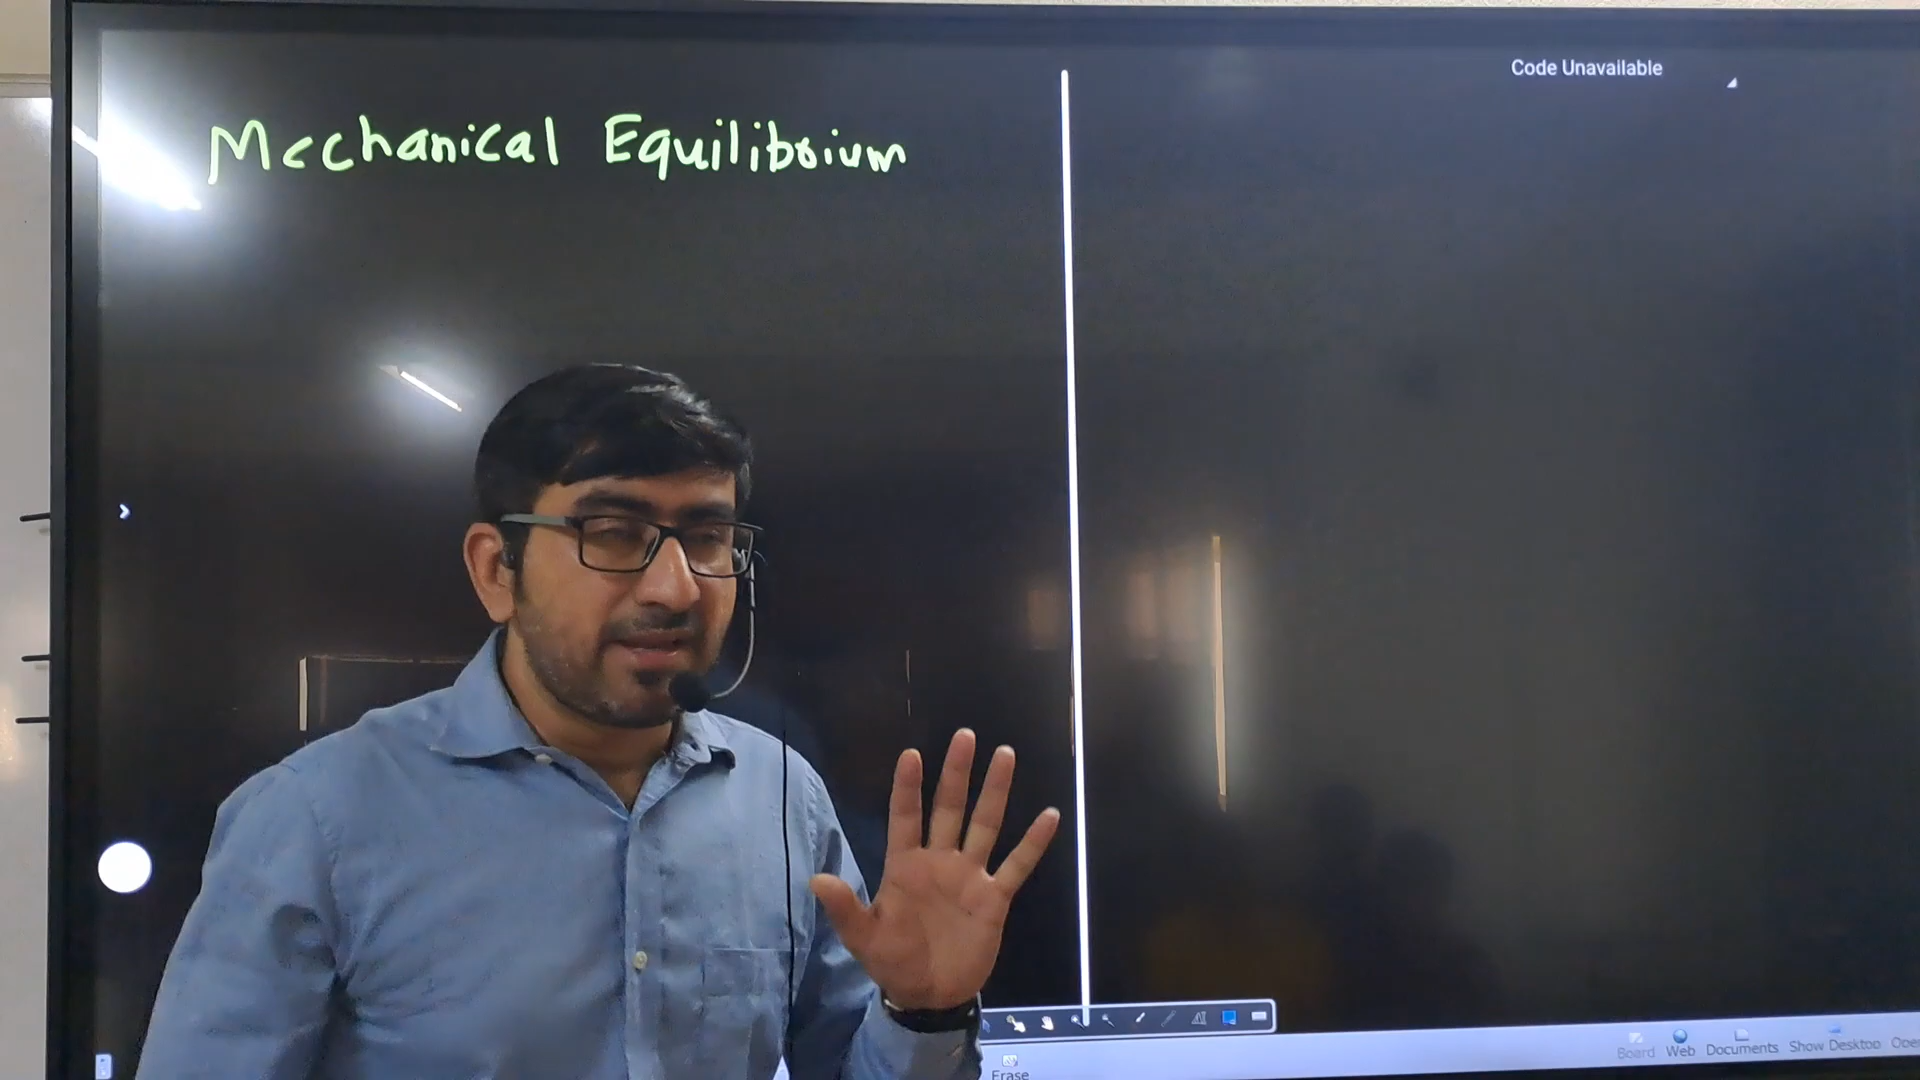 Code Unavailable
Mechanical Equilibrium
Erase
Board Web Documents Show Desktop